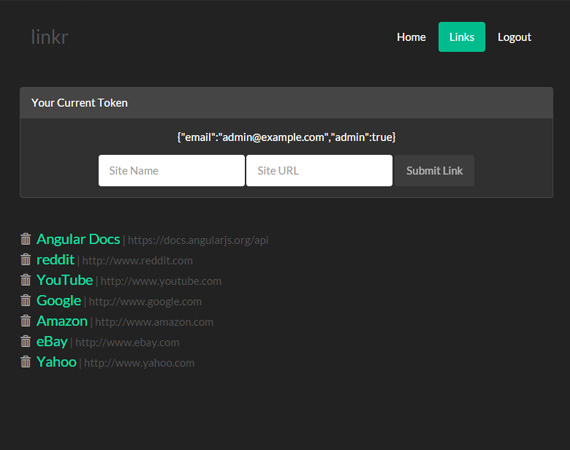 linkr
Home Links Logout
Your Current Token
{"email":"admin@example.com","admin":true}
Site Name Site URL Submit Link
Angular Docs | https://docs.angularjs.org/api
reddit | http://www.reddit.com
YouTube | http://www.youtube.com
Google | http://www.google.com
Amazon | http://www.amazon.com
eBay | http://www.ebay.com
Yahoo | http://www.yahoo.com